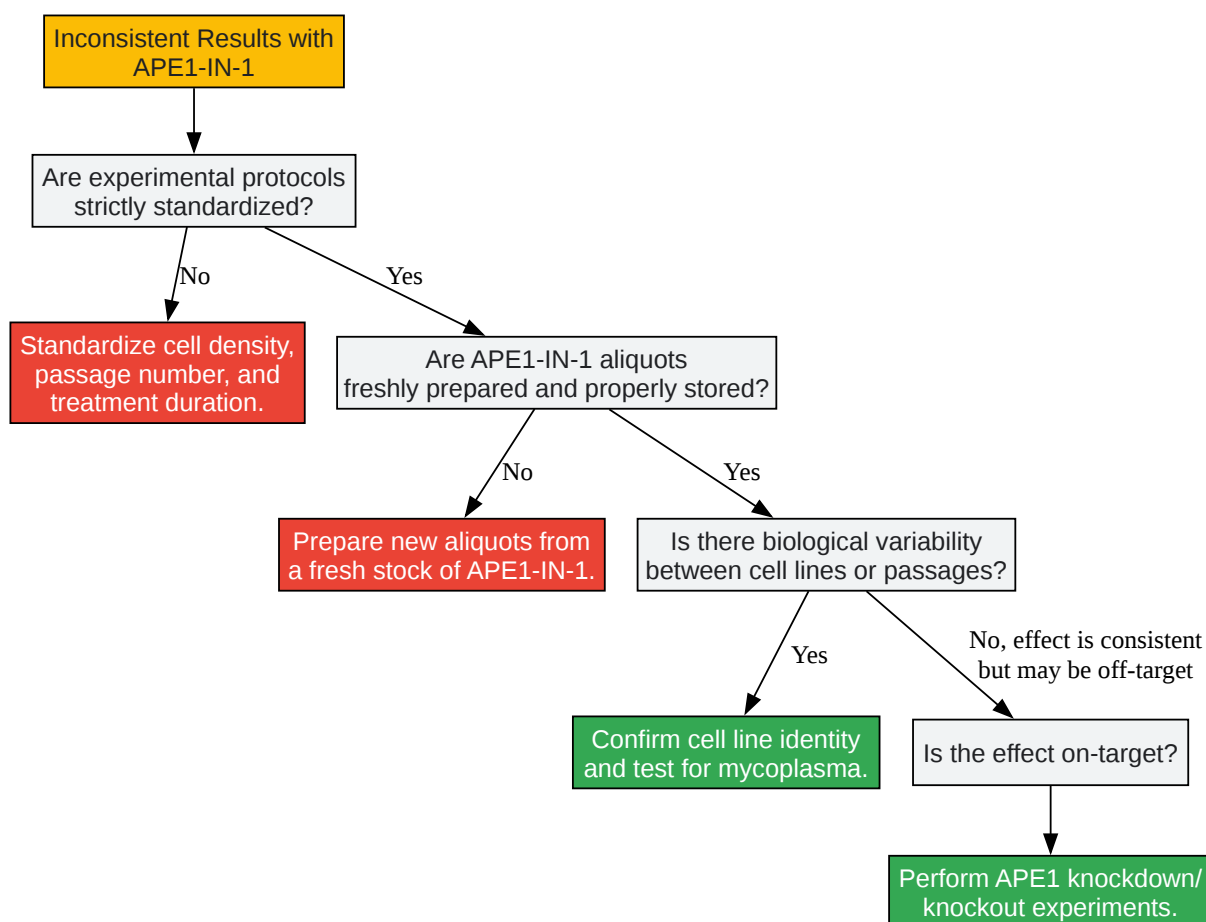 Inconsistent Results with
APE1-IN-1
Are experimental protocols
strictly standardized?
No
Yes
Standardize cell density,
passage number, and
treatment duration.
Are APE1-IN-1 aliquots
freshly prepared and properly stored?
No
Yes
Prepare new aliquots from
a fresh stock of APE1-IN-1.
Is there biological variability
between cell lines or passages?
Yes
No, effect is consistent
but may be off-target
Confirm cell line identity
and test for mycoplasma.
Is the effect on-target?
Perform APE1 knockdown/
knockout experiments.